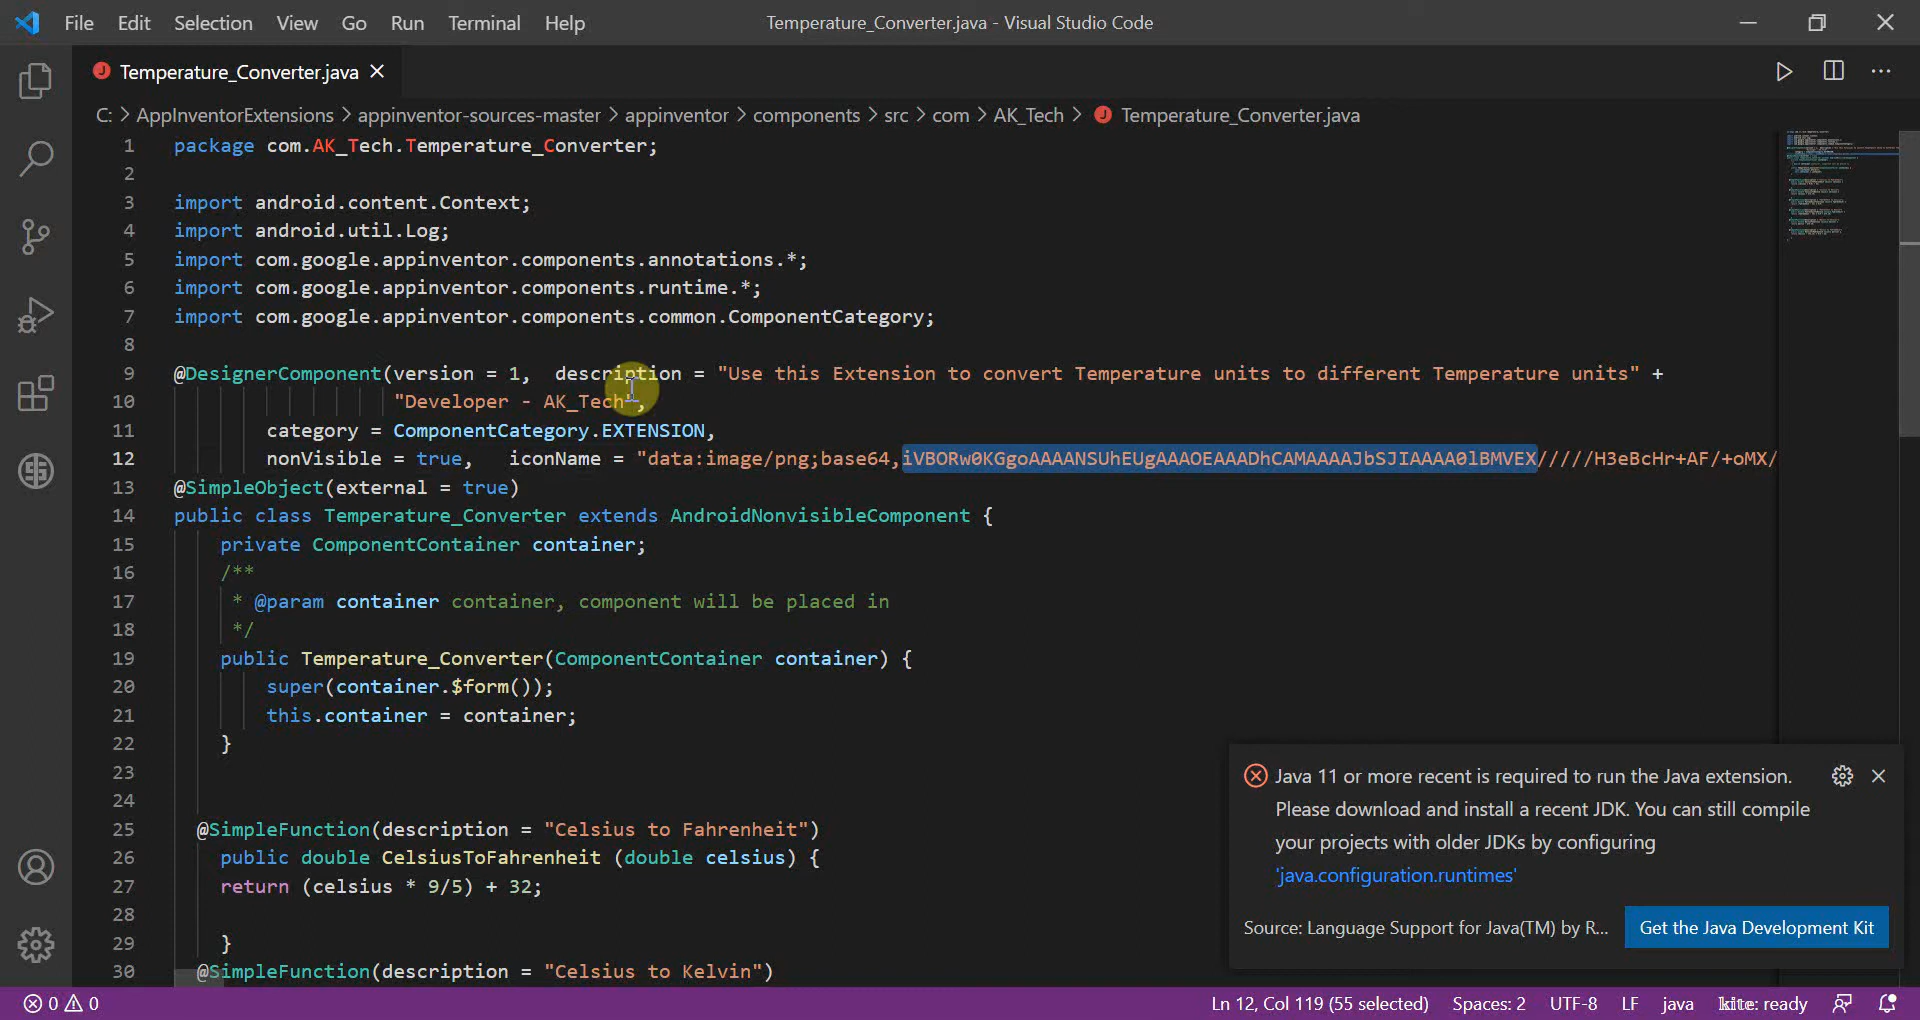 File Edit Selection View Go Run Terminal Help Temperature_Converter.java - Visual Studio Code
Temperature_Converter.java
C: > AppInventorExtensions > appinventor-sources-master > appinventor > components > src > com > AK_Tech > Temperature_Converter.java
1 package com.AK_Tech.Temperature_Converter;
2
3 import android.content.Context;
4 import android.util.Log;
5 import com.google.appinventor.components.annotations.*;
6 import com.google.appinventor.components.runtime.*;
7 import com.google.appinventor.components.common.ComponentCategory;
8
9 @DesignerComponent(version = 1,  description = "Use this Extension to convert Temperature units to different Temperature units" +
10 "Developer - AK_Tech",
11 category = ComponentCategory.EXTENSION,
12 nonVisible = true,   iconName = "data:image/png;base64,iVBORw0KGgoAAAANSUhEUgAAAOEAAADhCAMAAAAJbSJIAAAA0lBMVEX/////H3eBcHr+AF/+oMX/
13 @SimpleObject(external = true)
14 public class Temperature_Converter extends AndroidNonvisibleComponent {
15 private ComponentContainer container;
16 /**
17 * @param container container, component will be placed in
18 */
19 public Temperature_Converter(ComponentContainer container) {
20 super(container.$form());
21 this.container = container;
22 }
23
24
25 @SimpleFunction(description = "Celsius to Fahrenheit")
26 public double CelsiusToFahrenheit (double celsius) {
27 return (celsius * 9/5) + 32;
28
29 }
30 @SimpleFunction(description = "Celsius to Kelvin")
Java 11 or more recent is required to run the Java extension.
Please download and install a recent JDK. You can still compile
your projects with older JDKs by configuring
'java.configuration.runtimes'
Source: Language Support for Java(TM) by R... Get the Java Development Kit
0 0 Ln 12, Col 119 (55 selected) Spaces: 2 UTF-8 LF java kite: ready